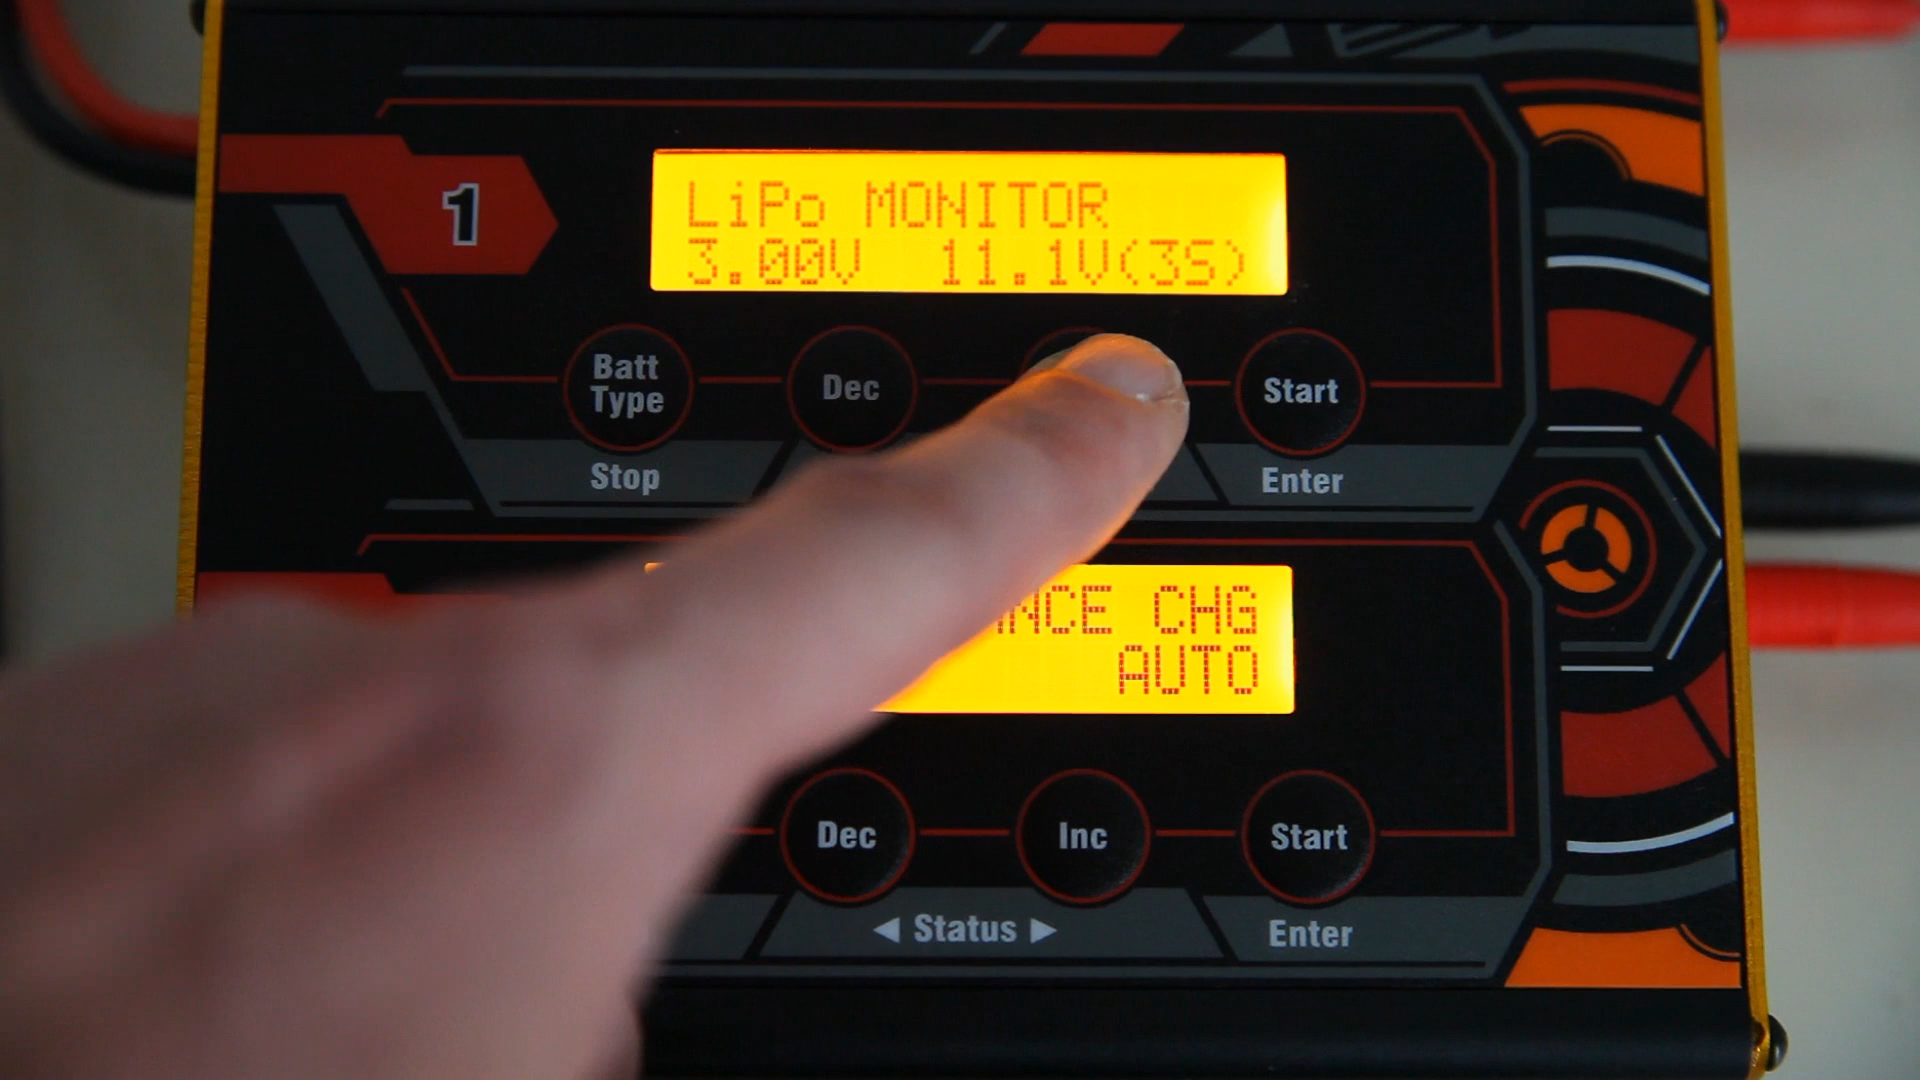 1
LiPo MONITOR
3.00V 11.1V(3S)
Batt Type
Dec
Start
Stop
Enter
CHG
AUTO
Dec
Inc
Start
◀ Status ▶
Enter